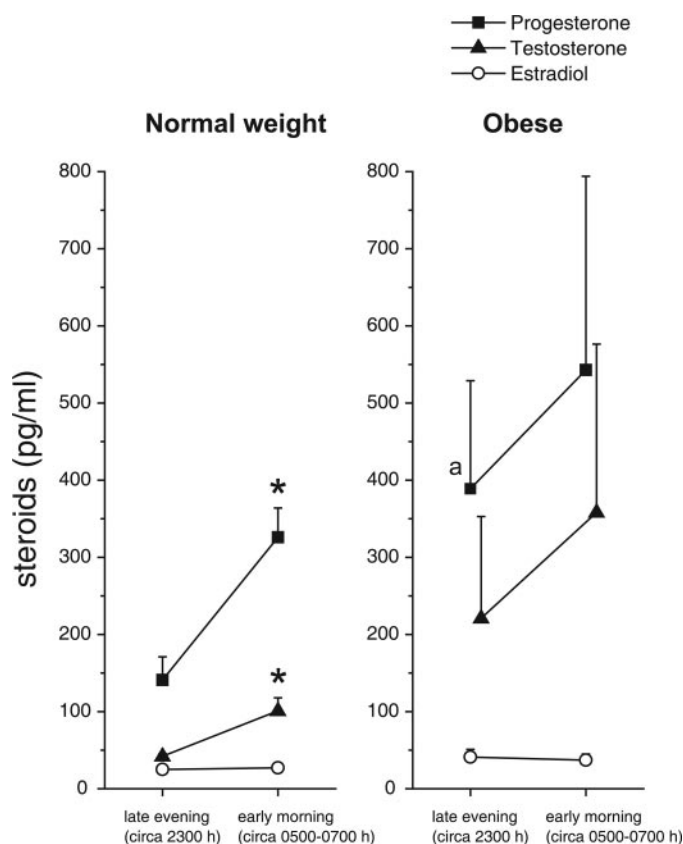 Progesterone
Testosterone
Estradiol
Normal weight
Obese
800
700
600
500
400
300
200
100
0
steroids (pg/ml)
*
*
late evening
(circa 2300 h)
early morning
(circa 0500-0700 h)
800
700
600
500
400
300
200
100
0
a
late evening
(circa 2300 h)
early morning
(circa 0500-0700 h)